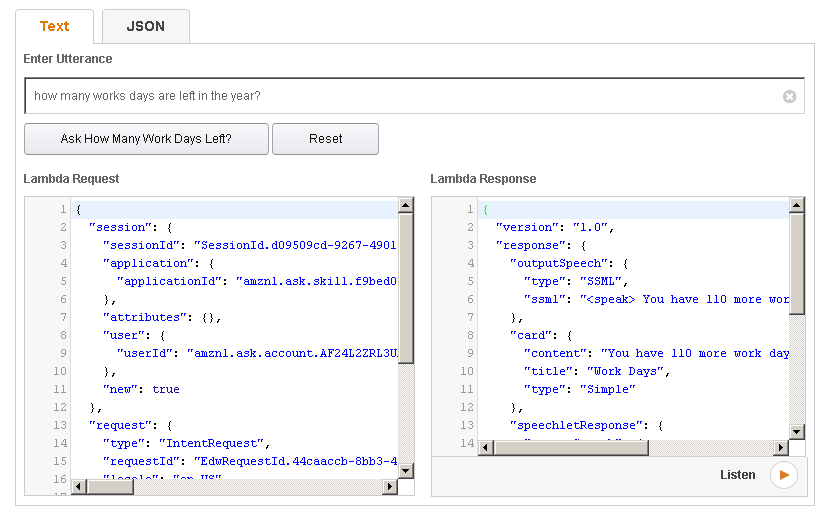 Text JSON
Enter Utterance
how many works days are left in the year?
Ask How Many Work Days Left? Reset
Lambda Request
1 {
2 "session": {
3 "sessionId": "SessionId.d09509cd-9267-4901
4 "application": {
5 "applicationId": "amzn1.ask.skill.f9bed0
6 },
7 "attributes": {},
8 "user": {
9 "userId": "amzn1.ask.account.AF24L2ZRL3U
10 },
11 "new": true
12 },
13 "request": {
14 "type": "IntentRequest",
15 "requestId": "EdwRequestId.44caaccb-8bb3-4
16 "locale": "en-US"
17
Lambda Response
1 {
2 "version": "1.0",
3 "response": {
4 "outputSpeech": {
5 "type": "SSML",
6 "ssml": "<speak> You have 110 more wor
7 },
8 "card": {
9 "content": "You have 110 more work day
10 "title": "Work Days",
11 "type": "Simple"
12 },
13 "speechletResponse": {
14
Listen